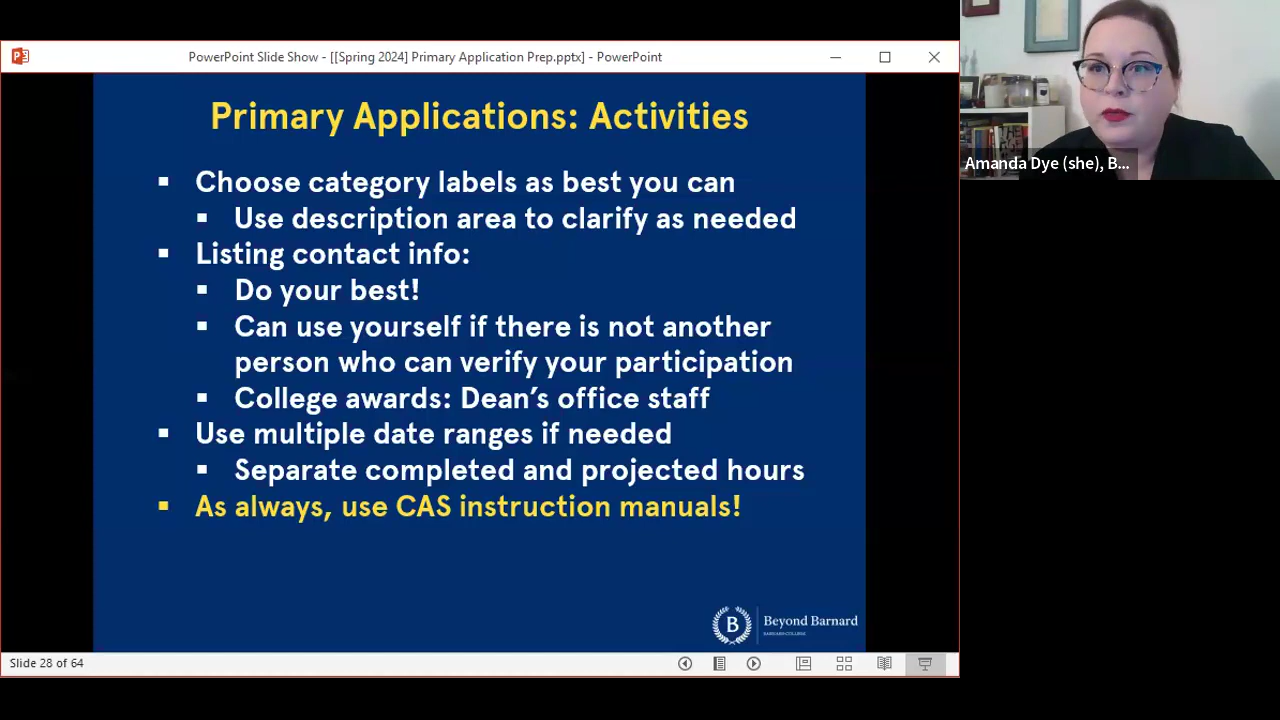 PowerPoint Slide Show - [[Spring 2024] Primary Application Prep.pptx] - PowerPoint
Primary Applications: Activities
▪ Choose category labels as best you can
▪ Use description area to clarify as needed
▪ Listing contact info:
▪ Do your best!
▪ Can use yourself if there is not another
person who can verify your participation
▪ College awards: Dean’s office staff
▪ Use multiple date ranges if needed
▪ Separate completed and projected hours
▪ As always, use CAS instruction manuals!
B
Beyond Barnard
BARNARD COLLEGE
Slide 28 of 64
Amanda Dye (she), B...